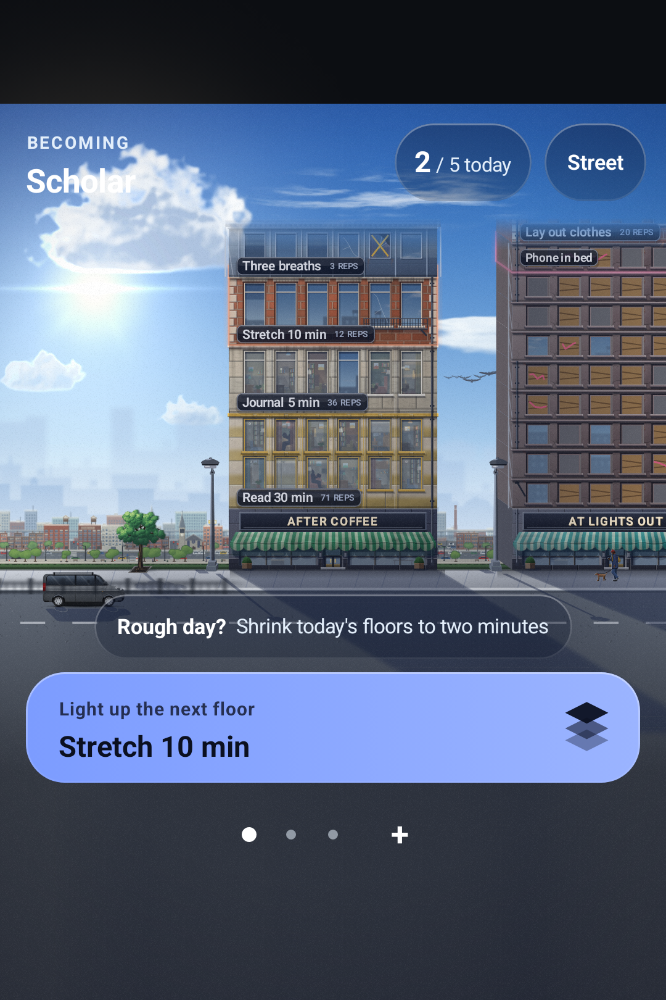 BECOMING
Scholar
2 / 5 today
Street
Lay out clothes 20 REPS
Phone in bed
Three breaths 3 REPS
Stretch 10 min 12 REPS
Journal 5 min 36 REPS
Read 30 min 71 REPS
AFTER COFFEE
AT LIGHTS OUT
Rough day? Shrink today's floors to two minutes
Light up the next floor
Stretch 10 min
+